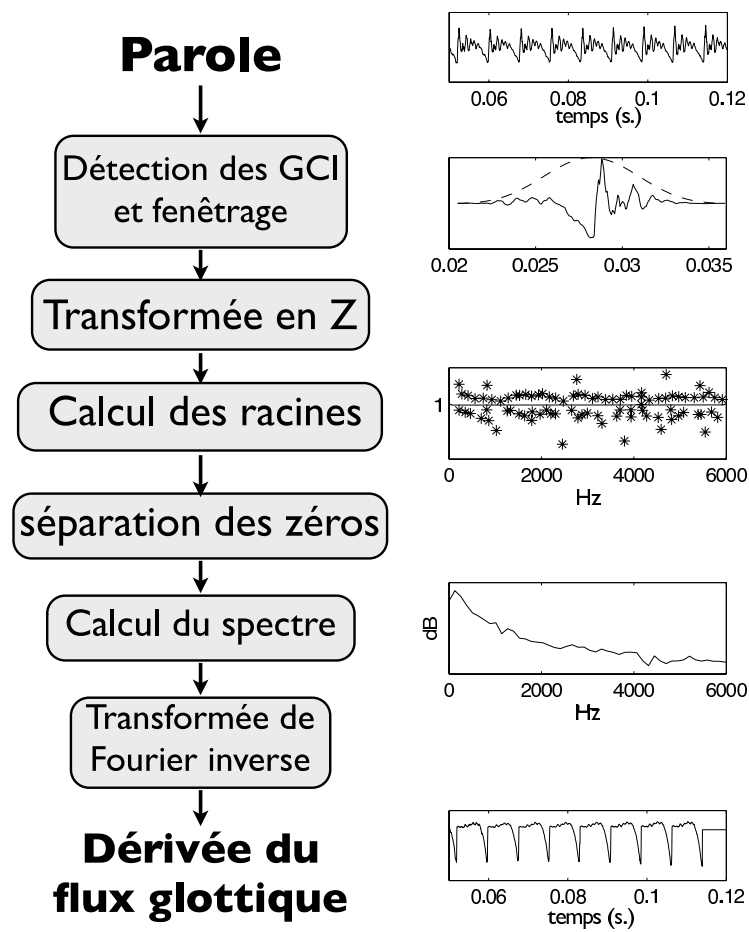 Parole
0.06 0.08 0.1 0.12
temps (s.)
Détection des GCI
et fenêtrage
0.02 0.025 0.03 0.035
Transformée en Z
Calcul des racines
1
0 2000 4000 6000
Hz
séparation des zéros
Calcul du spectre
dB
0 2000 4000 6000
Hz
Transformée de
Fourier inverse
Dérivée du
flux glottique
0.06 0.08 0.1 0.12
temps (s.)